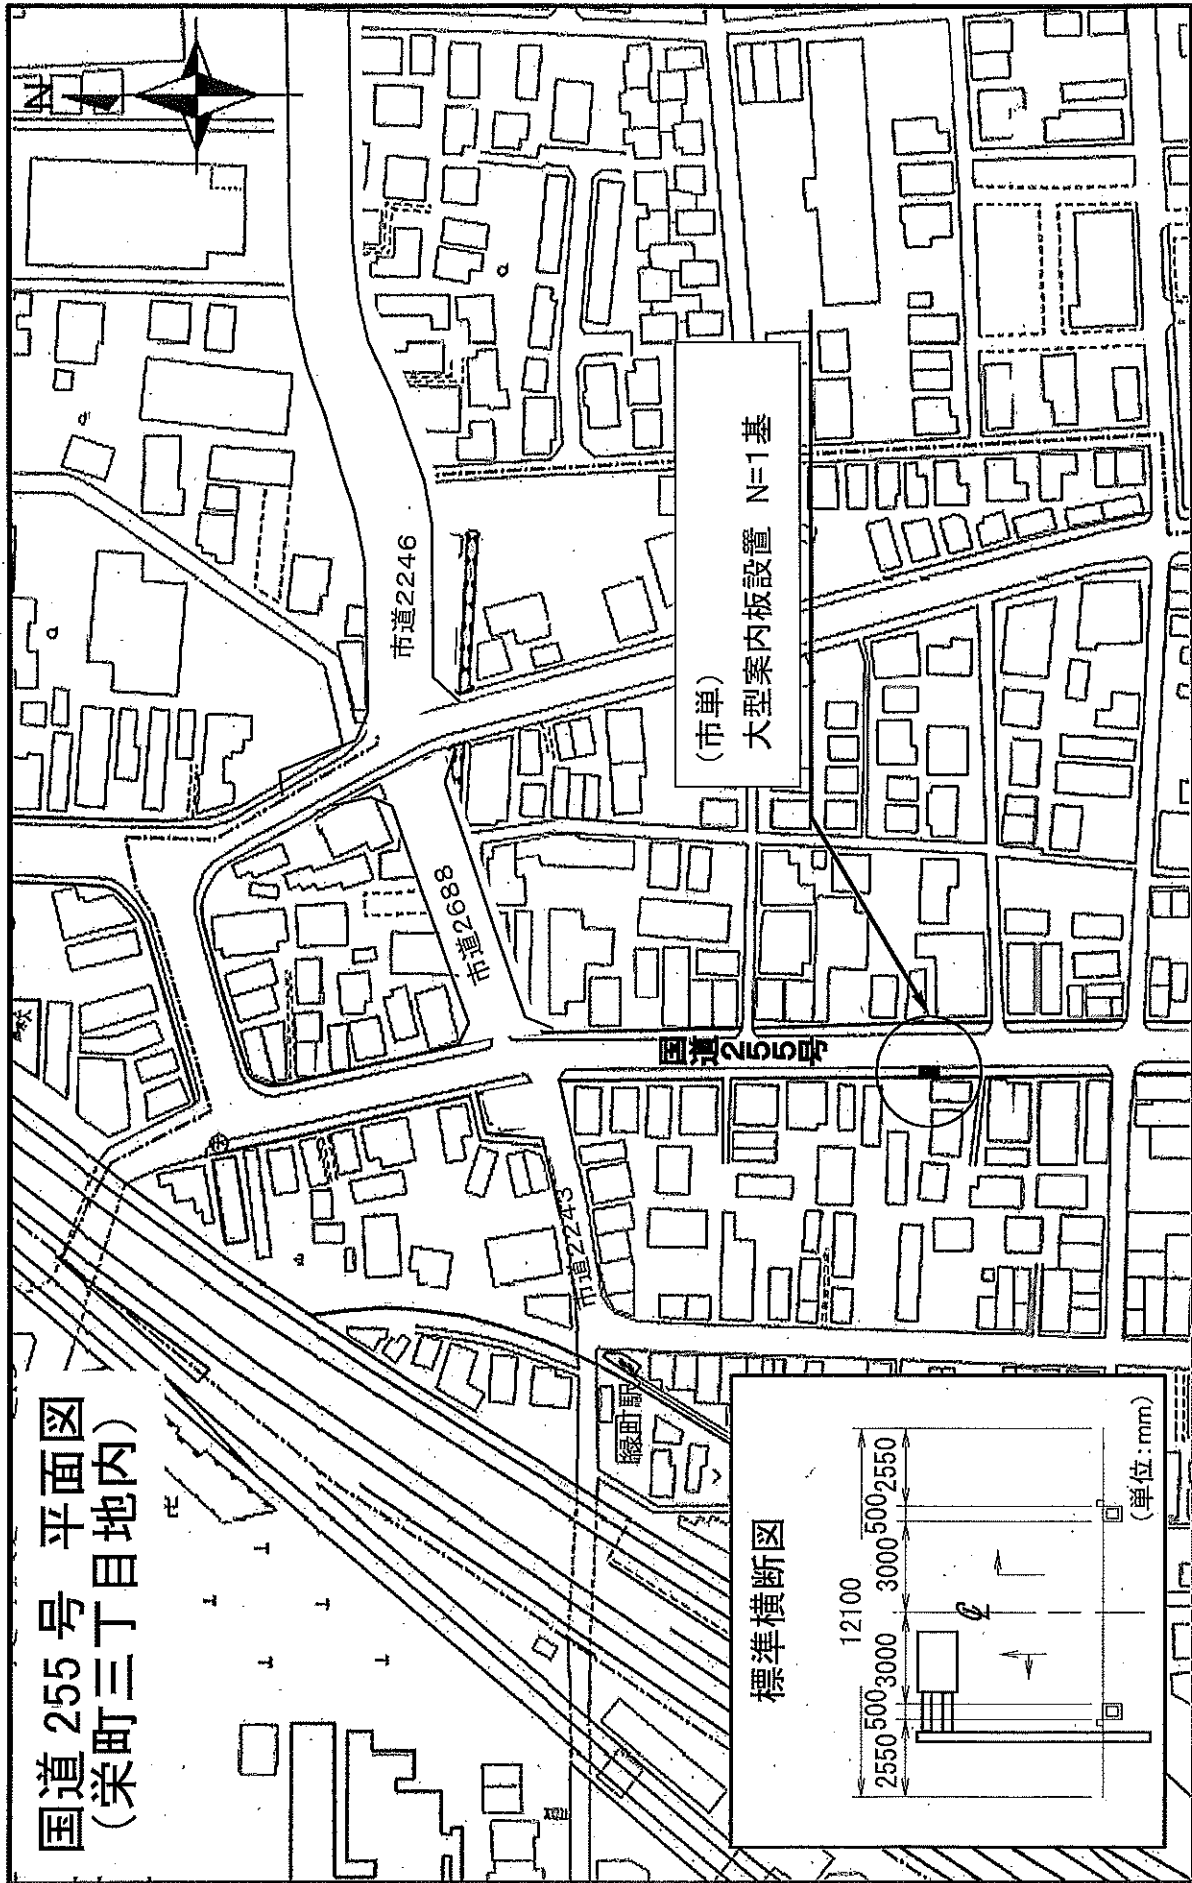 国道 255 号 平面図
(栄町三丁目地内)
N
市道2246
市道2688
市道2243
国道255号
(市単)
大型案内板設置 N=1基
緑町駅
標準横断図
12100
2550 500 3000 3000 500 2550
(単位:mm)